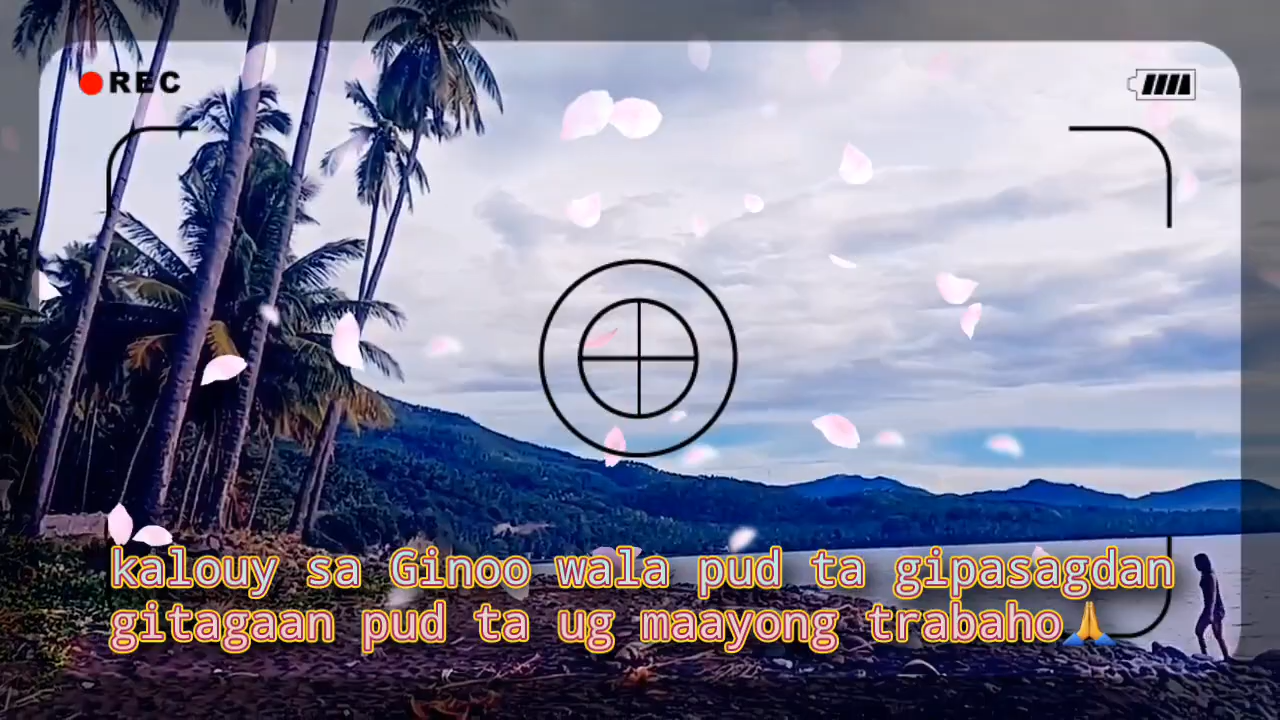 REC
kalouy sa Ginoo wala pud ta gipasagdan
gitagaan pud ta ug maayong trabaho🙏